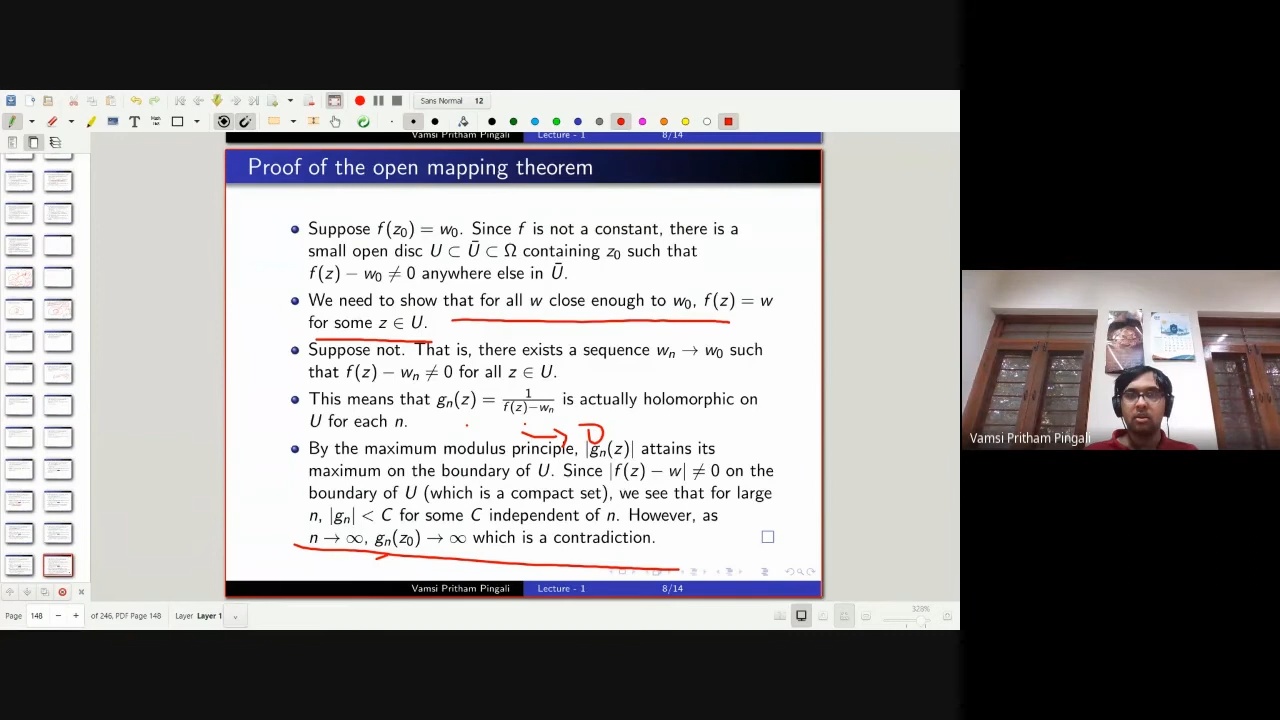 Sans Normal 12
Vamsi Pritham Pingali Lecture - 1 8/14
Proof of the open mapping theorem
Suppose f(z₀) = w₀. Since f is not a constant, there is a
small open disc U ⊂ Ū ⊂ Ω containing z₀ such that
f(z) − w₀ ≠ 0 anywhere else in Ū.
We need to show that for all w close enough to w₀, f(z) = w
for some z ∈ U.
Suppose not. That is, there exists a sequence wₙ → w₀ such
that f(z) − wₙ ≠ 0 for all z ∈ U.
This means that gₙ(z) = 1/(f(z)−wₙ) is actually holomorphic on
U for each n.
By the maximum modulus principle, |gₙ(z)| attains its
maximum on the boundary of U. Since |f(z) − w| ≠ 0 on the
boundary of U (which is a compact set), we see that for large
n, |gₙ| < C for some C independent of n. However, as
n → ∞, gₙ(z₀) → ∞ which is a contradiction.
Vamsi Pritham Pingali Lecture - 1 8/14
Page 148 of 246, PDF Page 148 Layer Layer 1
328%
Vamsi Pritham Pingali